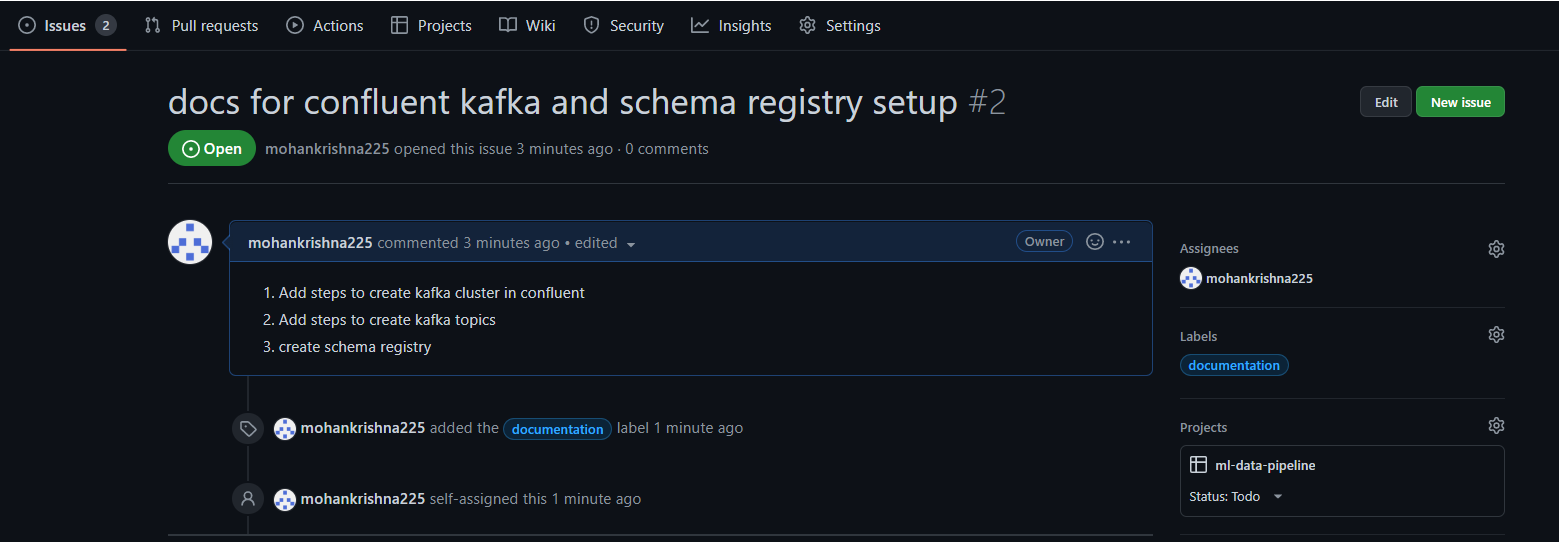 Issues 2 Pull requests Actions Projects Wiki Security Insights Settings
docs for confluent kafka and schema registry setup #2
Edit New issue
Open mohankrishna225 opened this issue 3 minutes ago · 0 comments
mohankrishna225 commented 3 minutes ago • edited Owner
1. Add steps to create kafka cluster in confluent
2. Add steps to create kafka topics
3. create schema registry
mohankrishna225 added the documentation label 1 minute ago
mohankrishna225 self-assigned this 1 minute ago
Assignees
mohankrishna225
Labels
documentation
Projects
ml-data-pipeline
Status: Todo